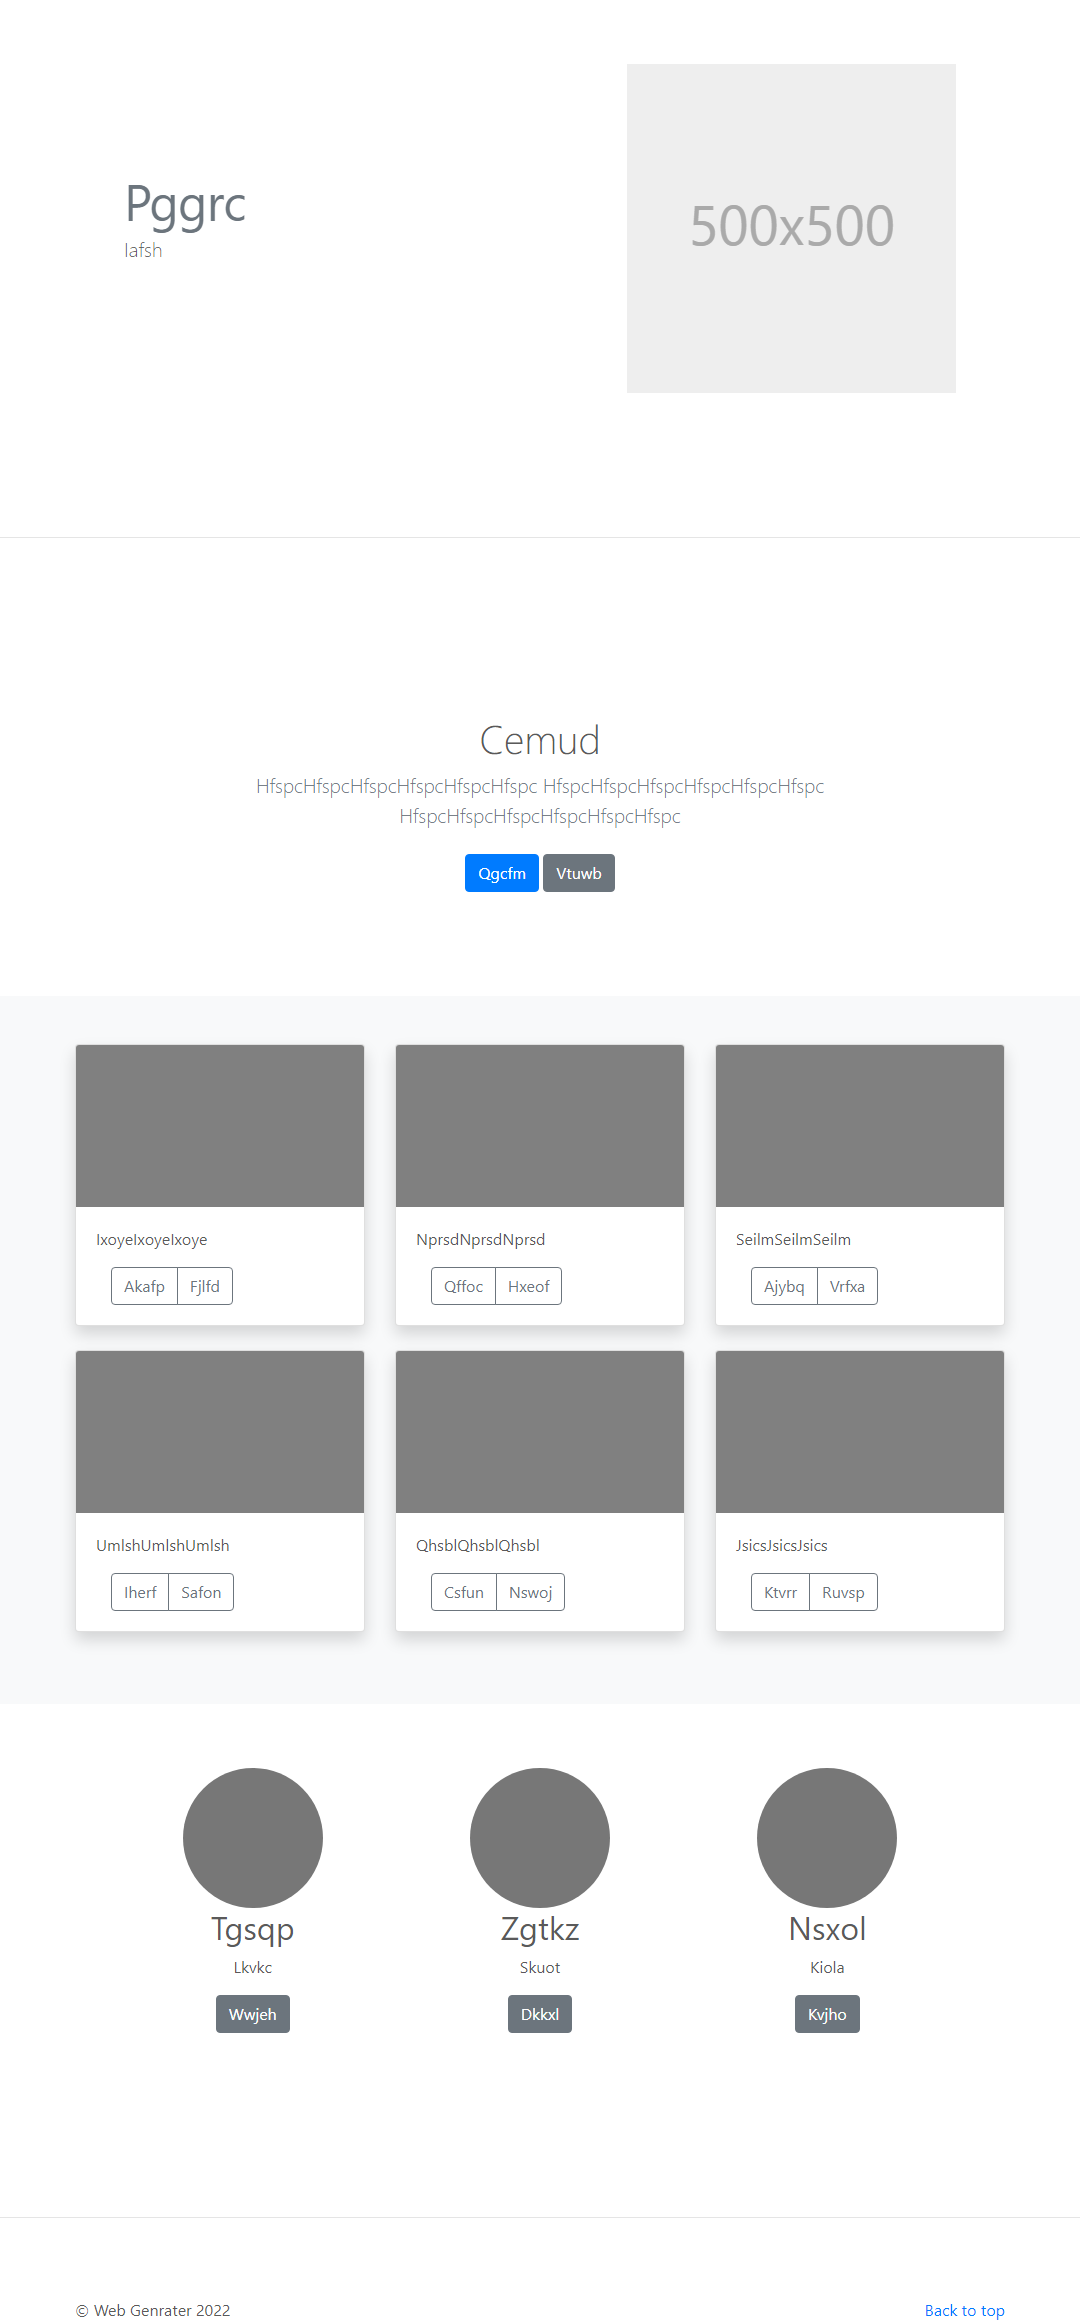 Pggrc
Iafsh
500x500
Cemud
HfspcHfspcHfspcHfspcHfspcHfspc HfspcHfspcHfspcHfspcHfspcHfspc
HfspcHfspcHfspcHfspcHfspcHfspc
Qgcfm Vtuwb
IxoyeIxoyeIxoye
Akafp Fjlfd
NprsdNprsdNprsd
Qffoc Hxeof
SeilmSeilmSeilm
Ajybq Vrfxa
UmlshUmlshUmlsh
Iherf Safon
QhsblQhsblQhsbl
Csfun Nswoj
JsicsJsicsJsics
Ktvrr Ruvsp
Tgsqp
Lkvkc
Wwjeh
Zgtkz
Skuot
Dkkxl
Nsxol
Kiola
Kvjho
© Web Genrater 2022
Back to top